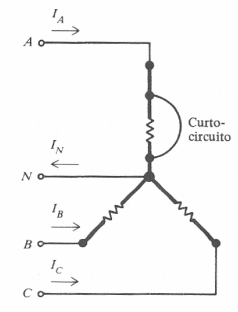 I_A
A
Curto-
circuito
I_N
N
I_B
B
I_C
C